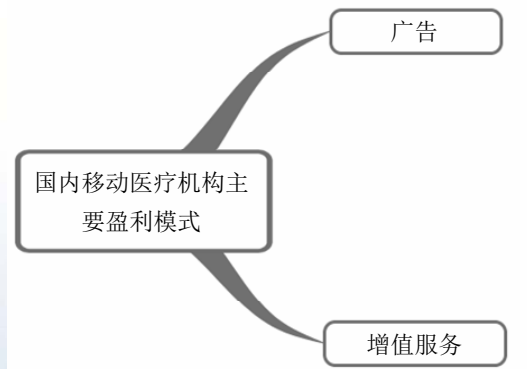 广告
国内移动医疗机构主
要盈利模式
增值服务